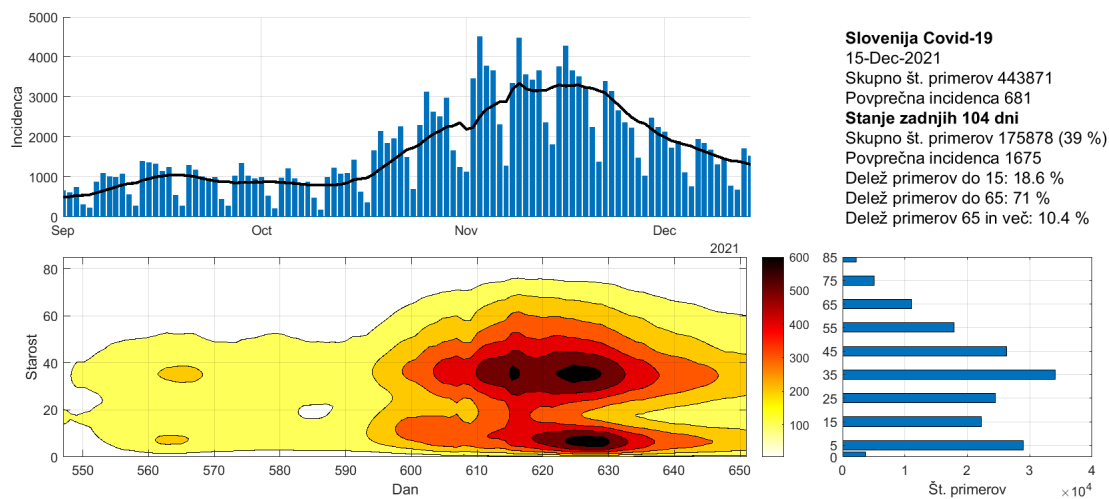 5000
4000
3000
2000
1000
0
Incidenca
Sep
Oct
Nov
Dec
2021
Slovenija Covid-19
15-Dec-2021
Skupno št. primerov 443871
Povprečna incidenca 681
Stanje zadnjih 104 dni
Skupno št. primerov 175878 (39 %)
Povprečna incidenca 1675
Delež primerov do 15: 18.6 %
Delež primerov do 65: 71 %
Delež primerov 65 in več: 10.4 %
80
60
40
20
0
Starost
550
560
570
580
590
600
610
620
630
640
650
Dan
600
500
400
300
200
100
85
75
65
55
45
35
25
15
5
0
0
1
2
3
4
Št. primerov
×10⁴